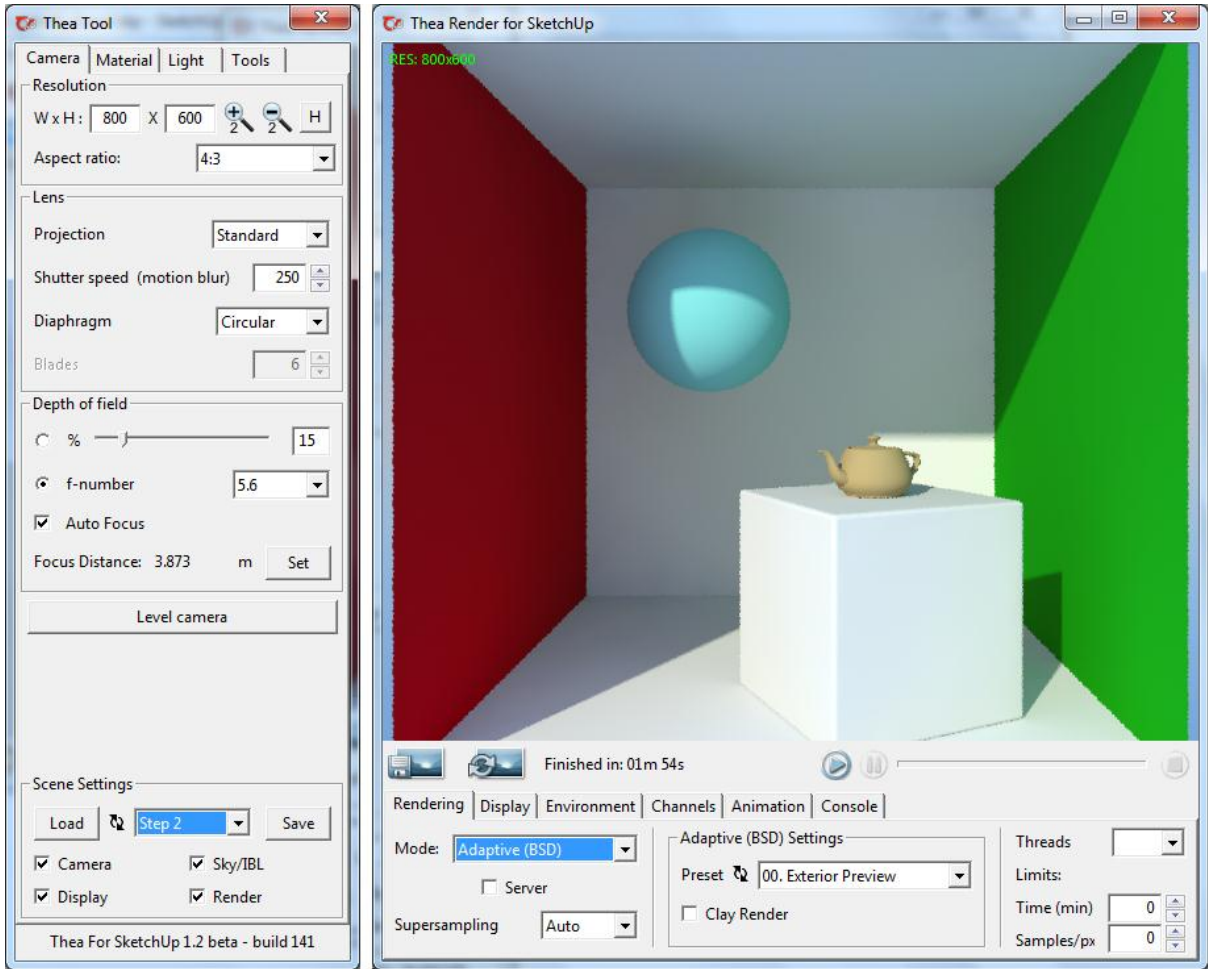 Thea Tool
Camera Material Light Tools
Resolution
W x H : 800 X 600 2 2 H
Aspect ratio: 4:3
Lens
Projection Standard
Shutter speed (motion blur) 250
Diaphragm Circular
Blades 6
Depth of field
% 15
f-number 5.6
Auto Focus
Focus Distance: 3.873 m Set
Level camera
Scene Settings
Load Step 2 Save
Camera Sky/IBL
Display Render
Thea For SketchUp 1.2 beta - build 141
Thea Render for SketchUp
RES: 800x600
Finished in: 01m 54s
Rendering Display Environment Channels Animation Console
Mode: Adaptive (BSD)
Server
Supersampling Auto
Adaptive (BSD) Settings
Preset 00. Exterior Preview
Clay Render
Threads
Limits:
Time (min) 0
Samples/px 0